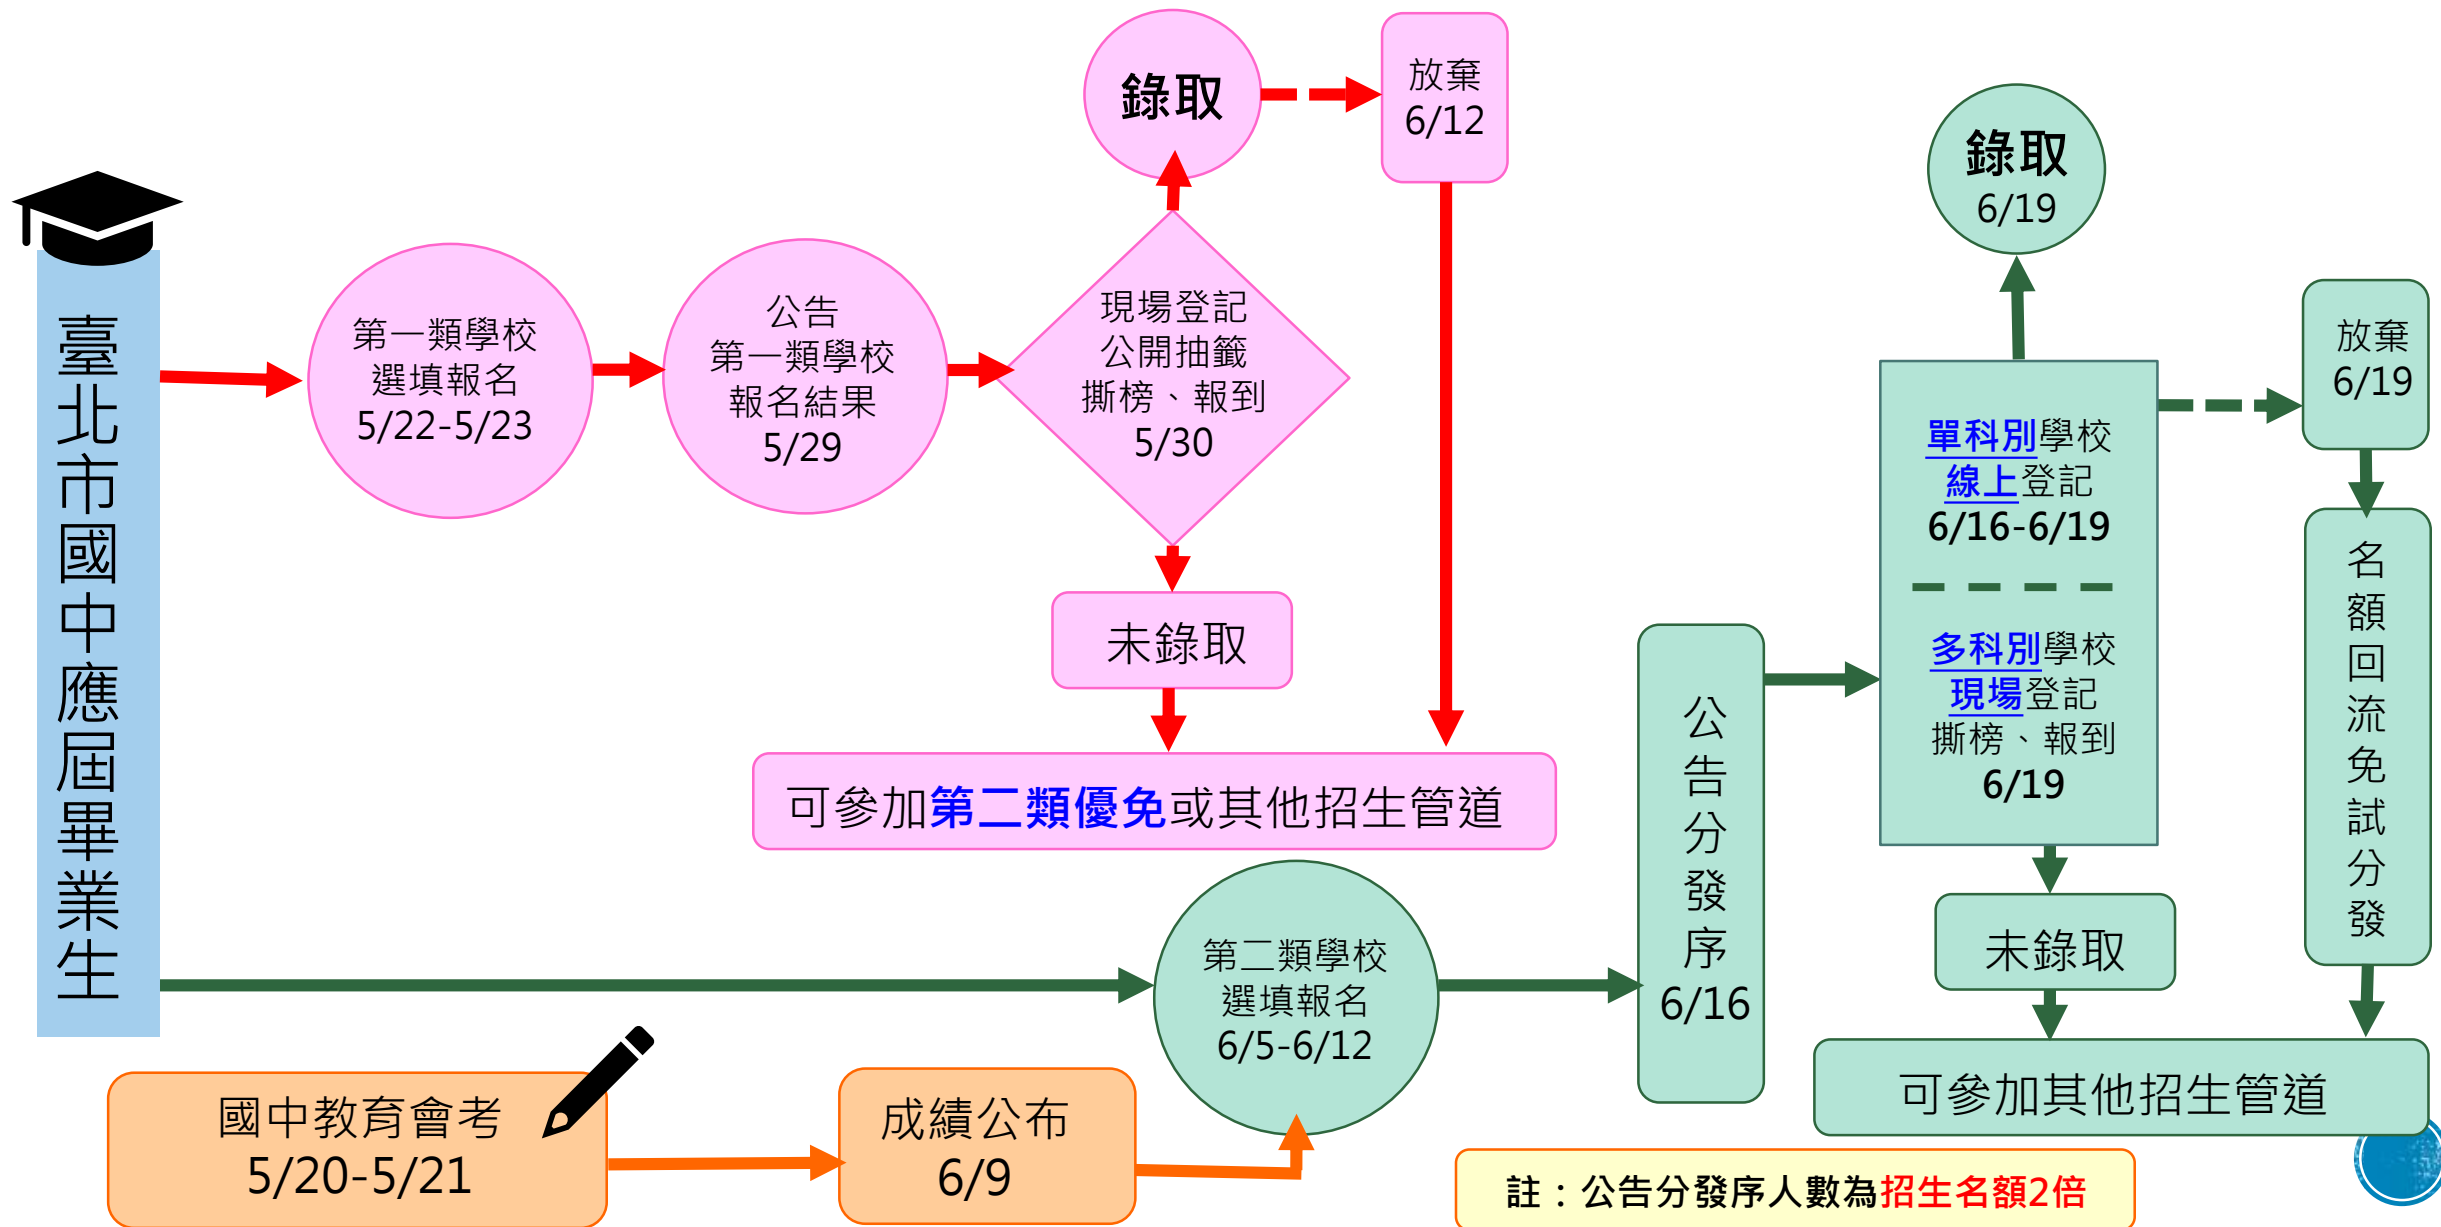 臺北市國中應屆畢業生
第一類學校
選填報名
5/22-5/23
公告
第一類學校
報名結果
5/29
現場登記
公開抽籤
撕榜、報到
5/30
錄取
放棄
6/12
未錄取
可參加第二類優免或其他招生管道
國中教育會考
5/20-5/21
成績公布
6/9
第二類學校
選填報名
6/5-6/12
公告分發序
6/16
單科別學校
線上登記
6/16-6/19
多科別學校
現場登記
撕榜、報到
6/19
錄取
6/19
放棄
6/19
名額回流免試分發
未錄取
可參加其他招生管道
註：公告分發序人數為招生名額2倍